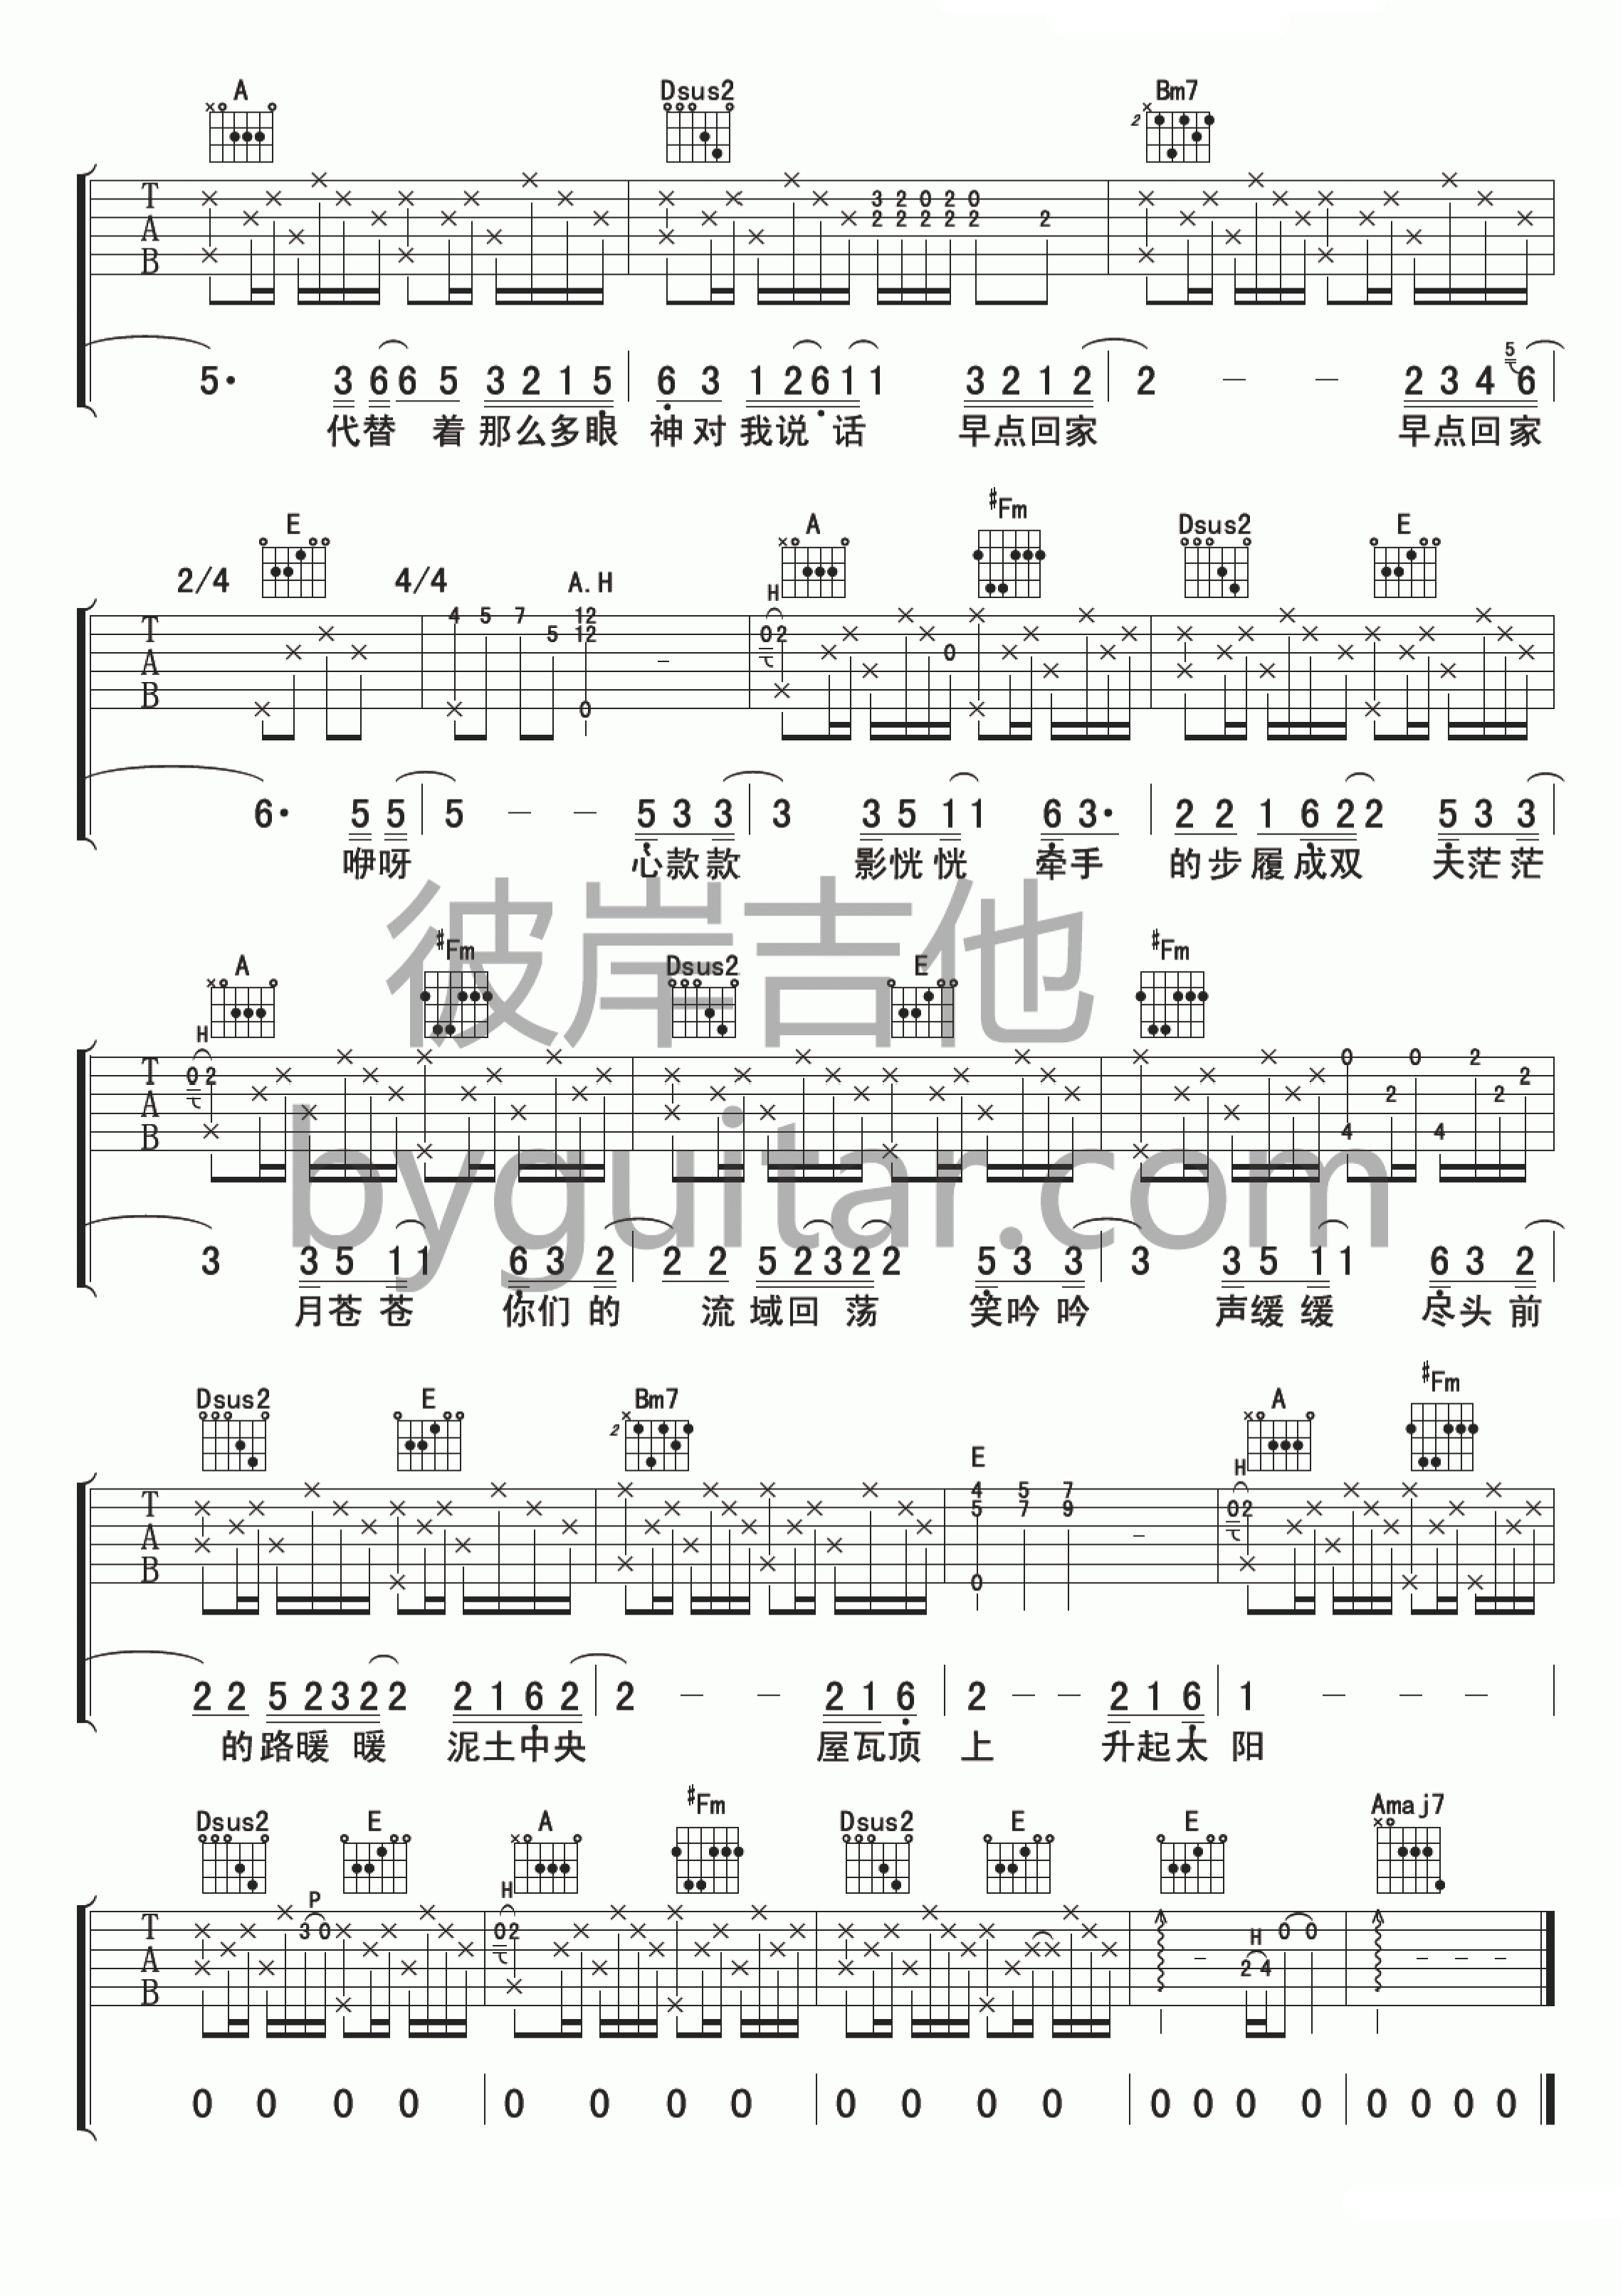 A Dsus2 Bm7
T 3 2 0 2 0
A 2 2 2 2 2 2
B
5
5· 3 6 6 5 3 2 1 5 6 3 1 2 6 1 1 3 2 1 2 2 — — 2 3 4 6
代替 着 那么多眼 神对 我说 话 早点回家 早点回家
E A #Fm Dsus2 E
2/4 4/4 A.H H
T 4 5 7 5 12 12 0 2
A 0
B 0
6· 5 5 5 — — 5 3 3 3 3 5 1 1 6 3· 2 2 1 6 2 2 5 3 3
咿呀 心款款 影恍恍 牵手 的步履成双 天茫茫
彼岸吉他
A #Fm Dsus2 E #Fm
H
T 0 2 0 0 2 2
A 2 2
B 4 4
byguitar.com
3 3 5 1 1 6 3 2 2 2 5 2 3 2 2 5 3 3 3 3 5 1 1 6 3 2
月苍苍 你们的 流域回荡 笑吟吟 声缓缓 尽头前
Dsus2 E Bm7 E A #Fm
H
T 4 5 7 5 7 9 0 2
A
B 0
2 2 5 2 3 2 2 2 1 6 2 2 — — 2 1 6 2 — — 2 1 6 1 — — —
的路暖 暖 泥土中央 屋瓦顶 上 升起太阳
Dsus2 E A #Fm Dsus2 E E Amaj7
P H H
T 3 0 0 2 0 0
A 2 4
B
0 0 0 0 0 0 0 0 0 0 0 0 0 0 0 0 0 0 0 0